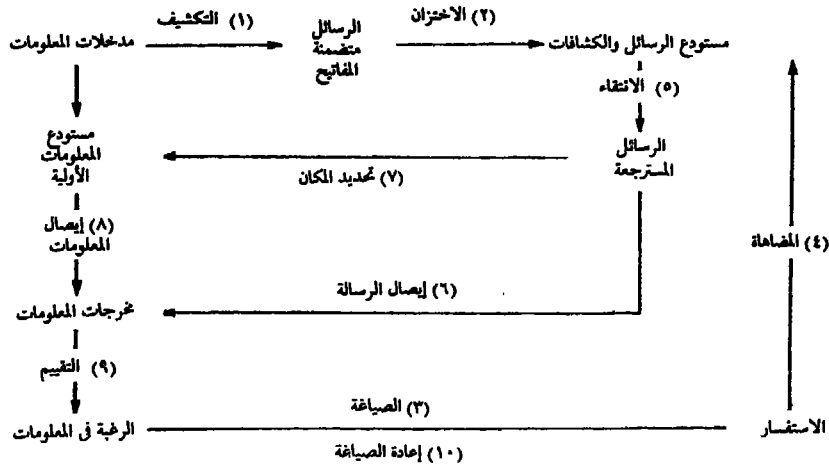 مدخلات المعلومات
(١) التكشيف
الرسائل
متضمنة
المفاتيح
(٢) الاختزان
مستودع الرسائل والكشافات
(٥) الانتقاء
الرسائل
المسترجعة
مستودع
المعلومات
الأولية
(٧) تحديد المكان
(٨) إيصال
المعلومات
(٤) المضاهاة
(٦) إيصال الرسالة
مخرجات المعلومات
(٩) التقييم
(٣) الصياغة
الرغبة فى المعلومات
الاستفسار
(١٠) إعادة الصياغة